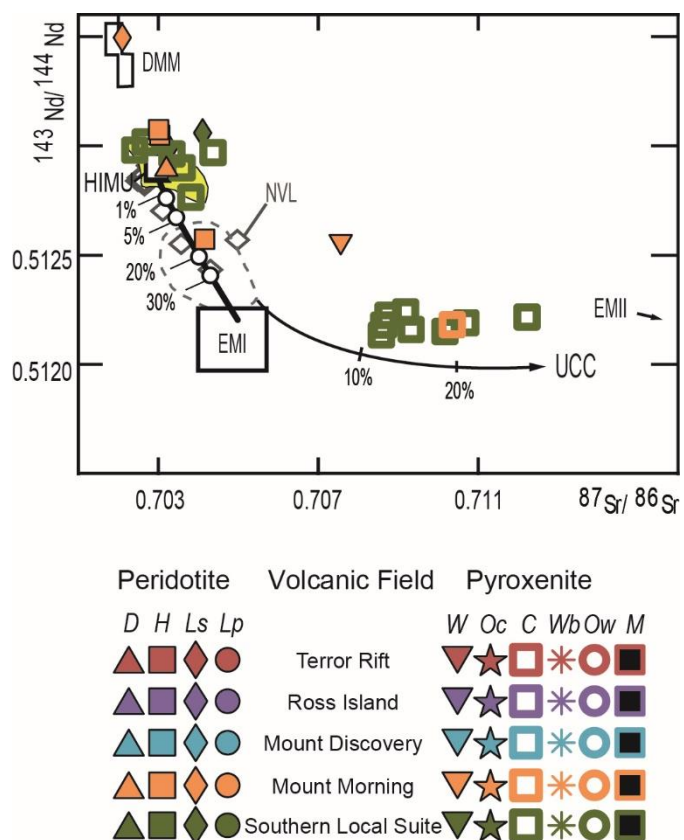 143Nd/144Nd
DMM
HIMU
1%
NVL
5%
0.5125
20%
30%
EMII
EMI
0.5120
10%
20%
UCC
0.703
0.707
0.711
87Sr/ 86Sr
Peridotite Volcanic Field Pyroxenite
D H Ls Lp W Oc C Wb Ow M
Terror Rift
Ross Island
Mount Discovery
Mount Morning
Southern Local Suite